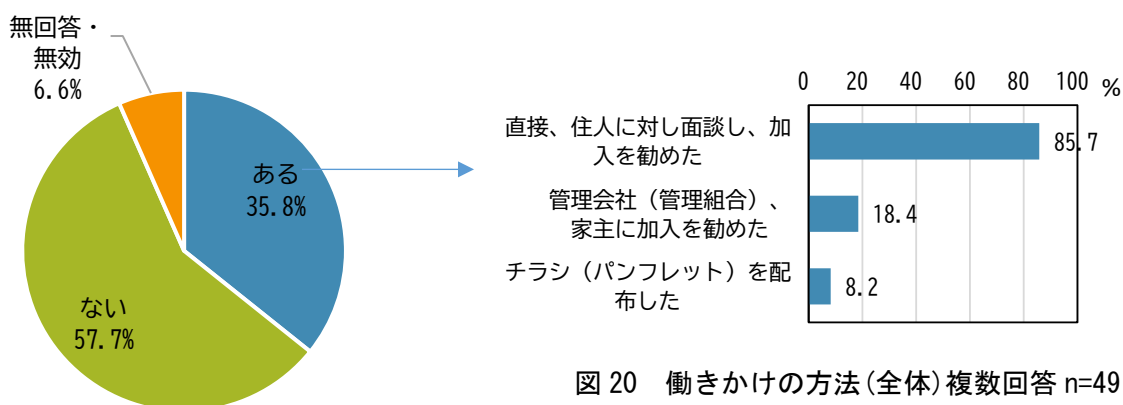 無回答・
無効
6.6%
ある
35.8%
ない
57.7%
0 20 40 60 80 100 %
直接、住人に対し面談し、加
入を勧めた
85.7
管理会社（管理組合）、
家主に加入を勧めた
18.4
チラシ（パンフレット）を配
布した
8.2
図 20　働きかけの方法(全体)複数回答 n=49